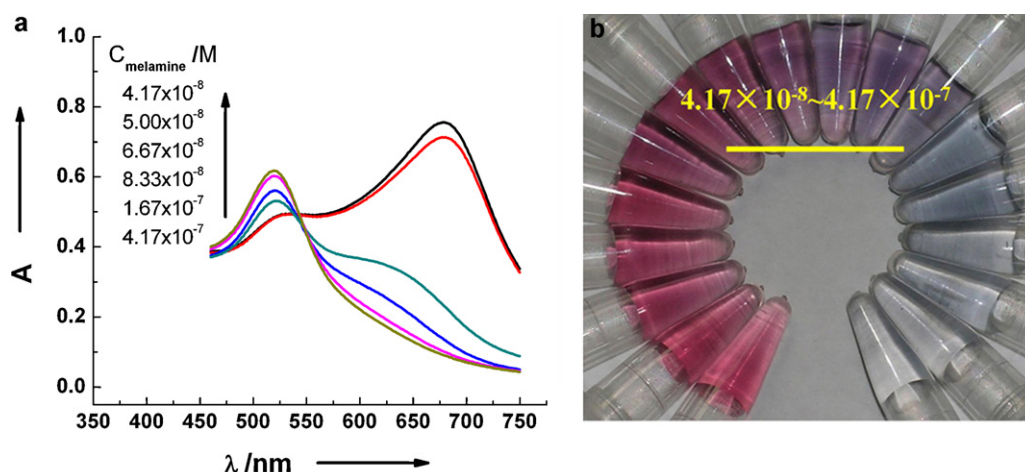 a
1.0
0.8
0.6
0.4
0.2
0.0
A
C melamine /M
4.17x10⁻⁸
5.00x10⁻⁸
6.67x10⁻⁸
8.33x10⁻⁸
1.67x10⁻⁷
4.17x10⁻⁷
350 400 450 500 550 600 650 700 750
λ /nm
b
4.17×10⁻⁸~4.17×10⁻⁷